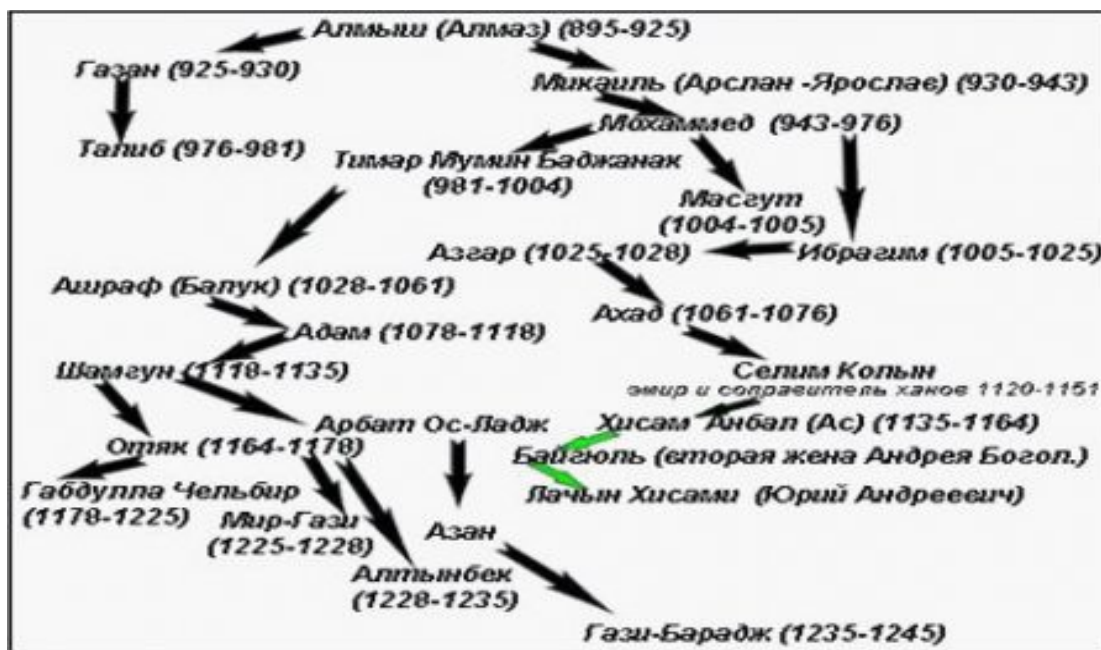 Алмыш (Алмаз) (895-925)
Газан (925-930)
Микаиль (Арслан -Ярослав) (930-943)
Мохаммед (943-976)
Талиб (976-981)
Тимар Мумин Баджанак
(981-1004)
Масгут
(1004-1005)
Азгар (1025-1028)
Ибрагим (1005-1025)
Ашраф (Балук) (1028-1061)
Ахад (1061-1076)
Адам (1078-1118)
Шамгун (1118-1135)
Селим Колын
эмир и соправитель ханов 1120-1151
Арбат Ос-Ладж
Хисам Анбал (Ас) (1135-1164)
Отяк (1164-1178)
Байгюль (вторая жена Андрея Богол.)
Габдулла Чельбир
(1178-1225)
Лачын Хисами (Юрий Андреевич)
Мир-Гази
(1225-1228)
Азан
Алтынбек
(1228-1235)
Гази-Барадж (1235-1245)